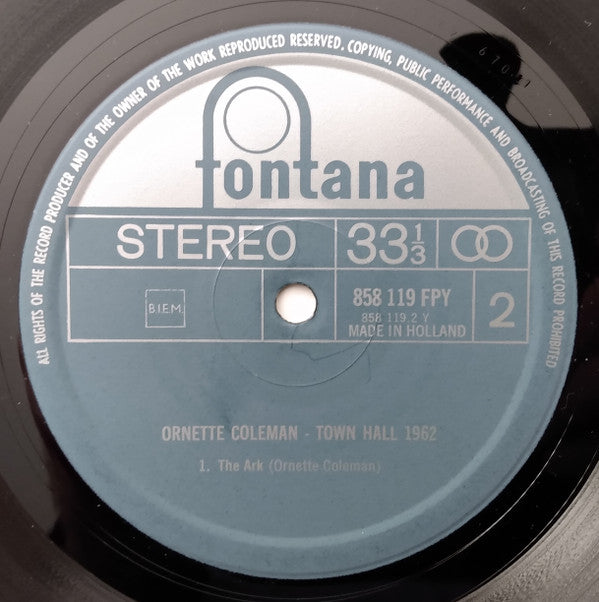 ALL RIGHTS OF THE RECORD PRODUCER AND OF THE OWNER OF THE WORK REPRODUCED RESERVED. COPYING, PUBLIC PERFORMANCE AND BROADCASTING OF THIS RECORD PROHIBITED
fontana
STEREO 33⅓
B.I.E.M. 858 119 FPY 2
858 119.2 Y
MADE IN HOLLAND
ORNETTE COLEMAN - TOWN HALL 1962
1. The Ark (Ornette Coleman)